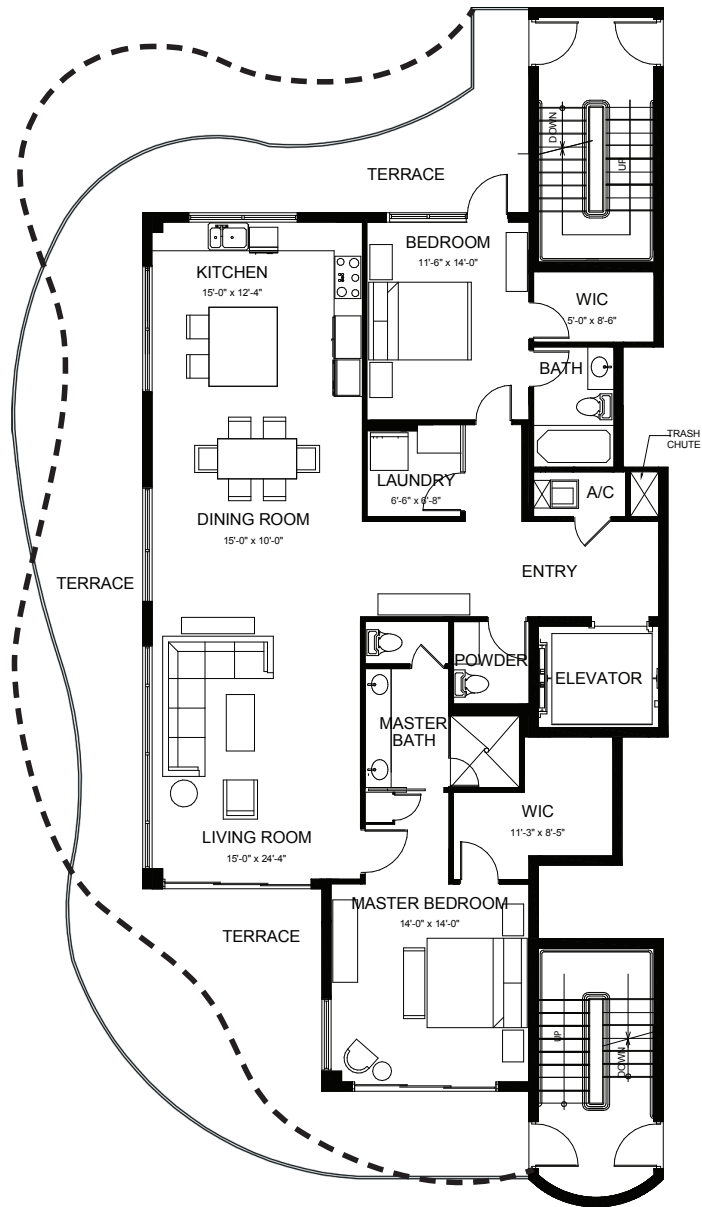 DOWN
UP
TERRACE
BEDROOM
11'-6" x 14'-0"
KITCHEN
15'-0" x 12'-4"
WIC
5'-0" x 8'-6"
BATH
TRASH
CHUTE
LAUNDRY
6'-6" x 6'-8"
A/C
DINING ROOM
15'-0" x 10'-0"
ENTRY
TERRACE
POWDER
ELEVATOR
MASTER
BATH
WIC
11'-3" x 8'-5"
LIVING ROOM
15'-0" x 24'-4"
MASTER BEDROOM
14'-0" x 14'-0"
TERRACE
UP
DOWN